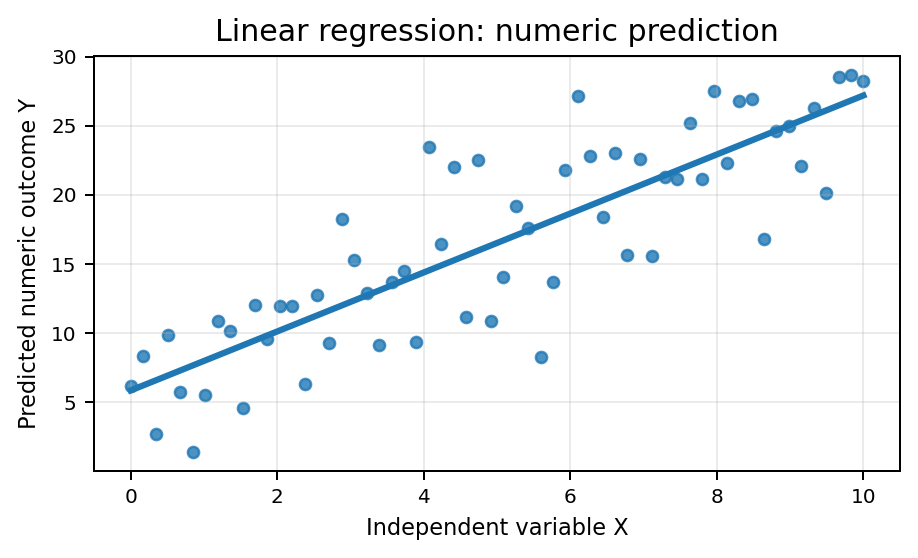 Linear regression: numeric prediction
Predicted numeric outcome Y
30
25
20
15
10
5
0 2 4 6 8 10
Independent variable X